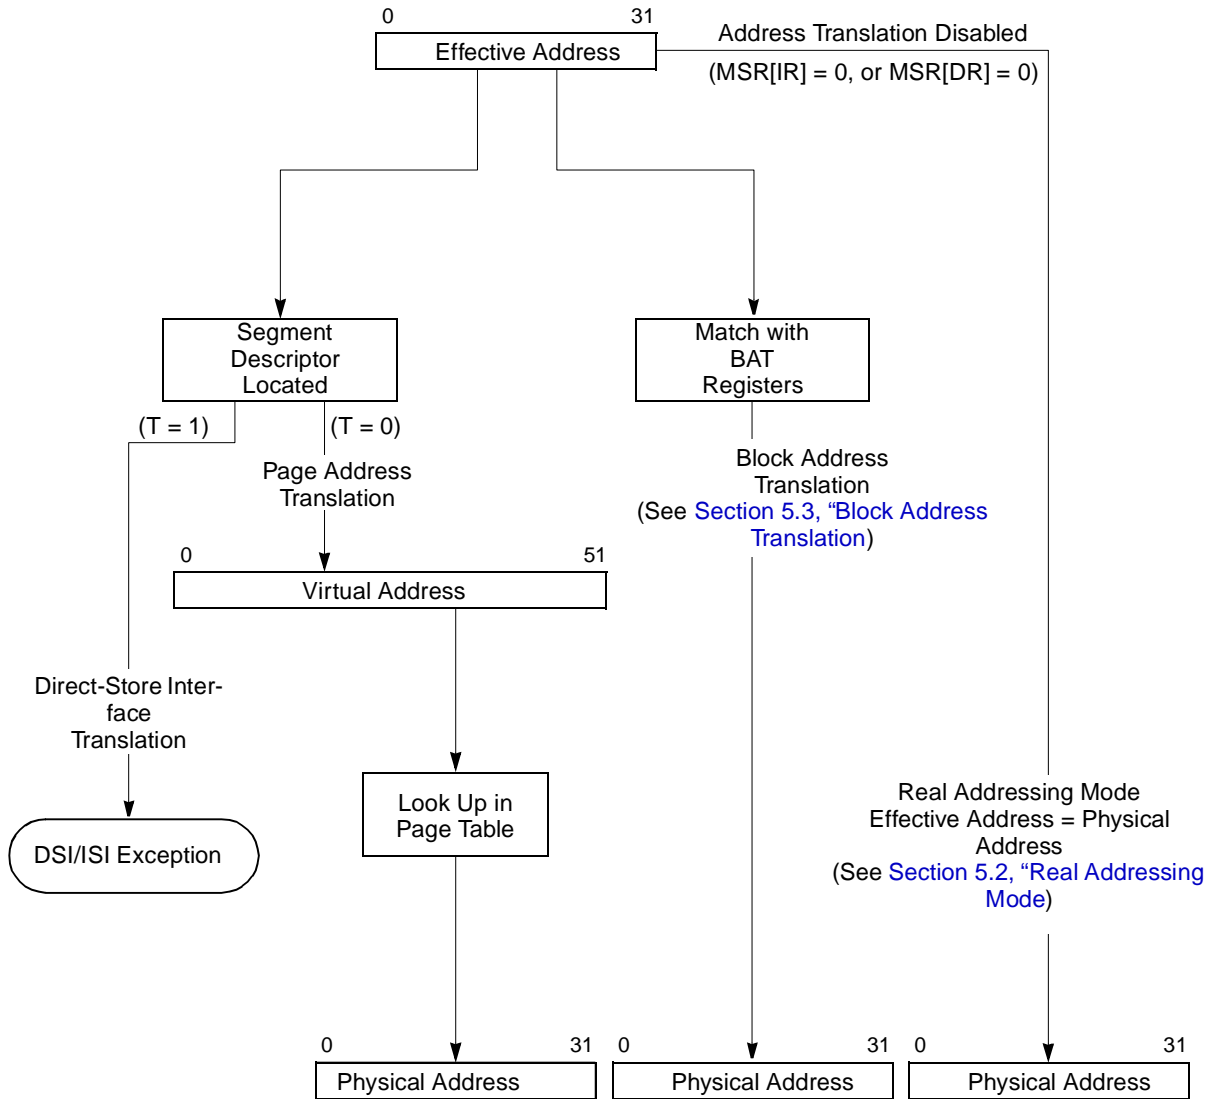 0 31
Effective Address
Address Translation Disabled
(MSR[IR] = 0, or MSR[DR] = 0)
Segment
Descriptor
Located
Match with
BAT
Registers
(T = 1)
(T = 0)
Page Address
Translation
Block Address
Translation
(See Section 5.3, “Block Address
Translation)
0 51
Virtual Address
Direct-Store Inter-
face
Translation
Look Up in
Page Table
DSI/ISI Exception
Real Addressing Mode
Effective Address = Physical
Address
(See Section 5.2, “Real Addressing
Mode)
0 31
Physical Address
0 31
Physical Address
0 31
Physical Address